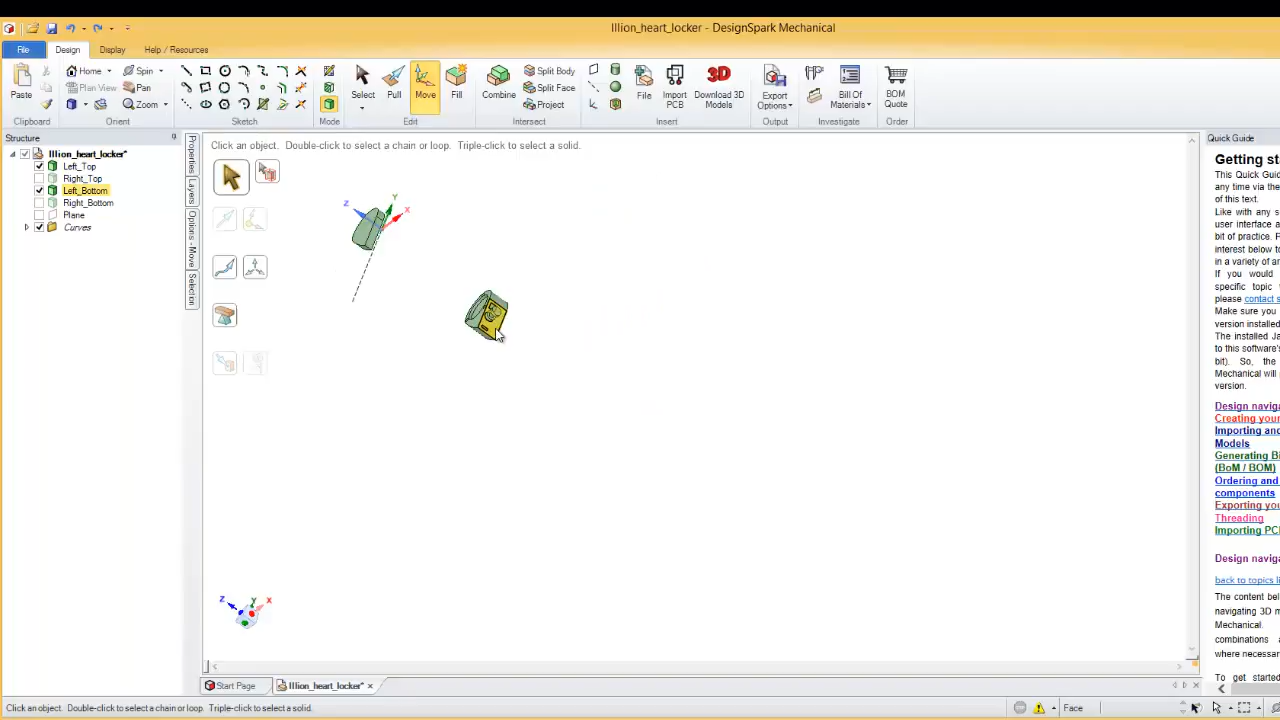 Illion_heart_locker - DesignSpark Mechanical
File Design Display Help / Resources
Paste
Home Spin
Plan View Pan
Zoom
Select Pull Move Fill
Combine
Split Body
Split Face
Project
File Import PCB Download 3D Models
Export Options
Bill Of Materials
BOM Quote
Clipboard Orient Sketch Mode Edit Intersect Insert Output Investigate Order
Structure
Illion_heart_locker*
Left_Top
Right_Top
Left_Bottom
Right_Bottom
Plane
Curves
Properties
Layers
Options - Move
Selection
Click an object. Double-click to select a chain or loop. Triple-click to select a solid.
Z Y X
Z Y X
Quick Guide
Getting st
This Quick Guid
any time via the
of this text.
Like with any s
user interface a
bit of practice. F
interest below to
in a variety of a
If you would
specific topic
please contact s
Make sure you
version installed
The installed Ja
to this software's
bit). So, the
Mechanical will
version.
Design naviga
Creating your
Importing and
Models
Generating Bi
(BoM / BOM)
Ordering and
components
Exporting you
Threading
Importing PC
Design naviga
back to topics li
The content bel
navigating 3D m
Mechanical.
combinations a
where necessar
To get started
Start Page Illion_heart_locker*
Click an object. Double-click to select a chain or loop. Triple-click to select a solid.
Face